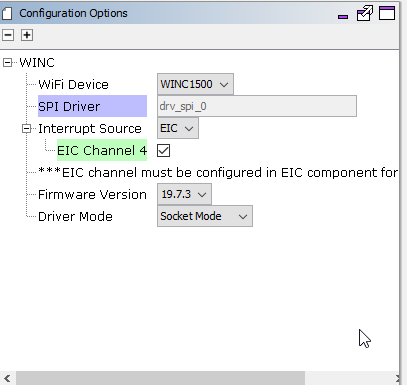 Configuration Options
WINC
WiFi Device WINC1500
SPI Driver drv_spi_0
Interrupt Source EIC
EIC Channel 4
***EIC channel must be configured in EIC component for
Firmware Version 19.7.3
Driver Mode Socket Mode